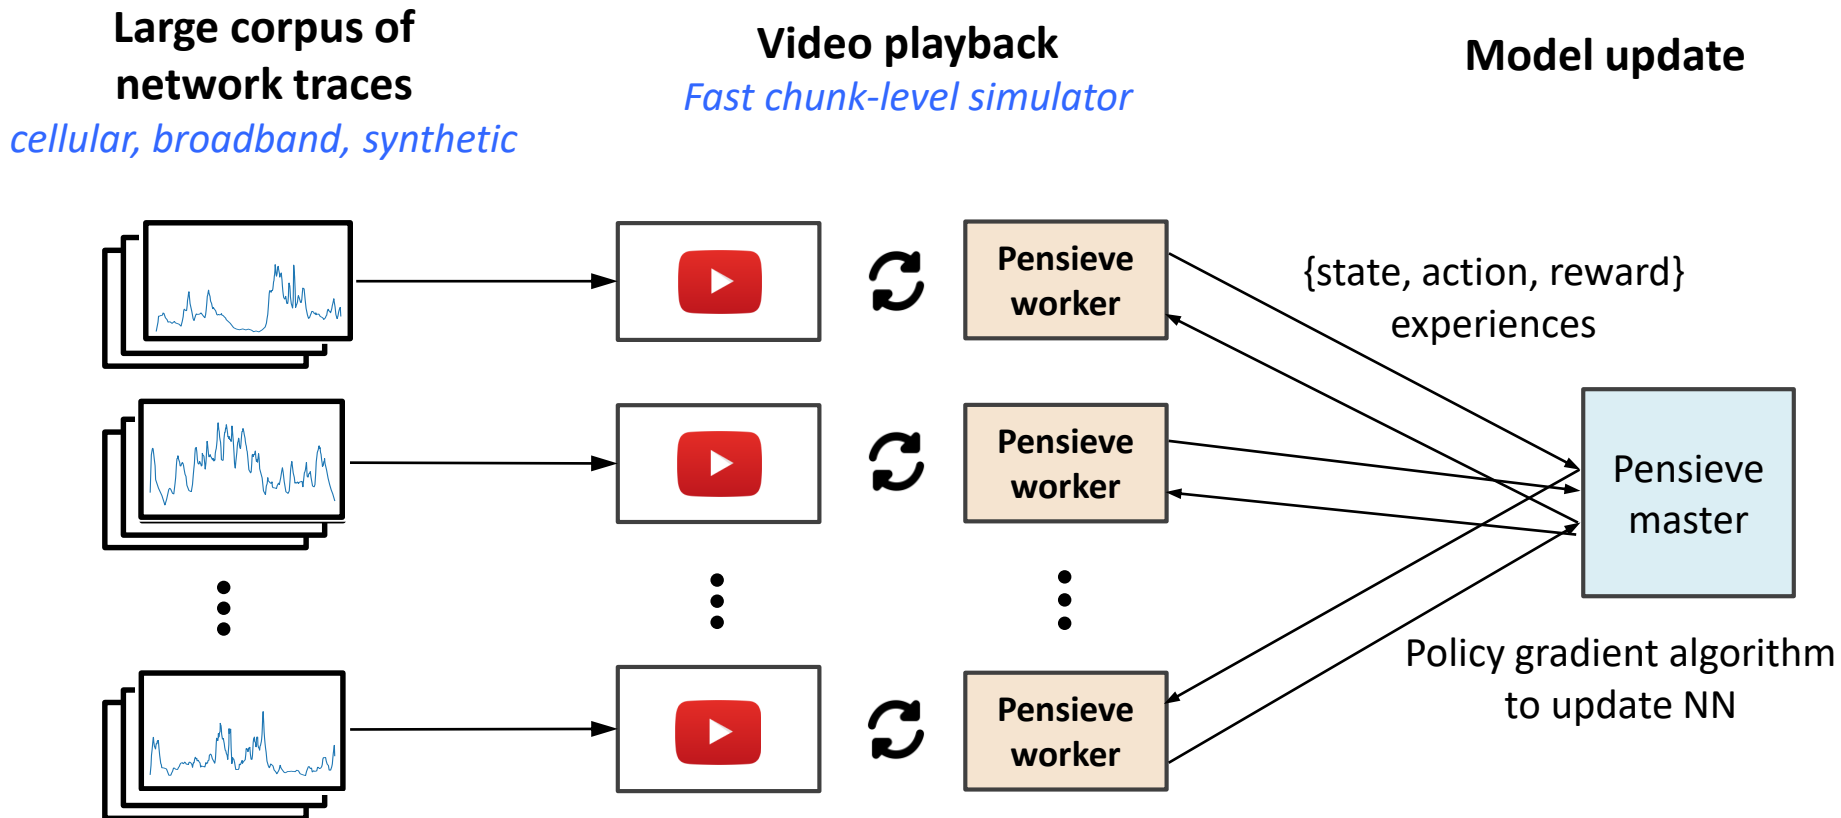 Large corpus of
network traces
cellular, broadband, synthetic
Video playback
Fast chunk-level simulator
Model update
Pensieve
worker
{state, action, reward}
experiences
Pensieve
worker
Pensieve
master
Policy gradient algorithm
to update NN
Pensieve
worker